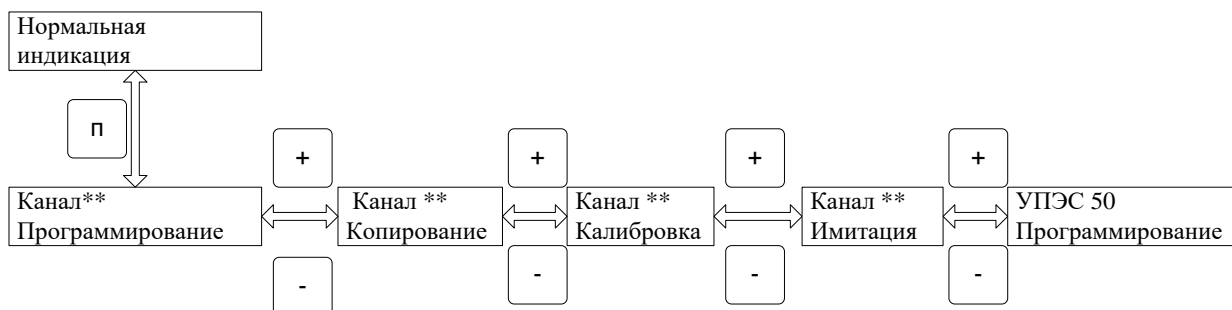 Нормальная
индикация
П
+
+
+
+
Канал**
Программирование
Канал **
Копирование
Канал **
Калибровка
Канал **
Имитация
УПЭС 50
Программирование
-
-
-
-